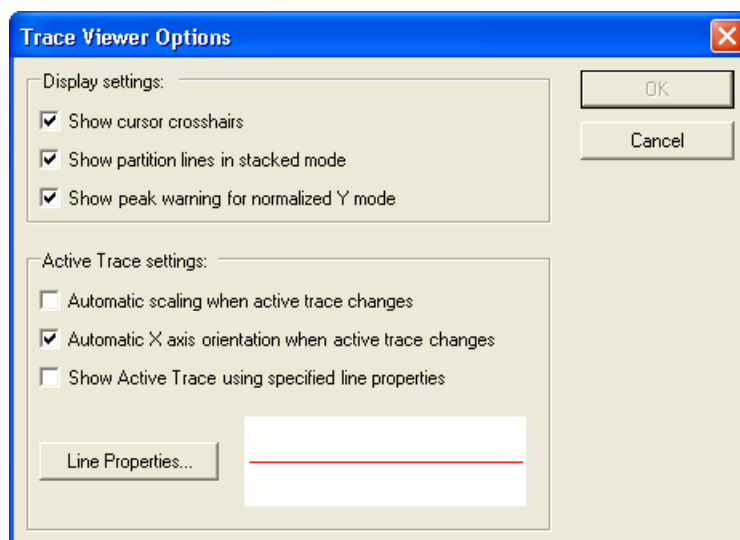 Trace Viewer Options
Display settings:
Show cursor crosshairs
Show partition lines in stacked mode
Show peak warning for normalized Y mode
OK
Cancel
Active Trace settings:
Automatic scaling when active trace changes
Automatic X axis orientation when active trace changes
Show Active Trace using specified line properties
Line Properties...